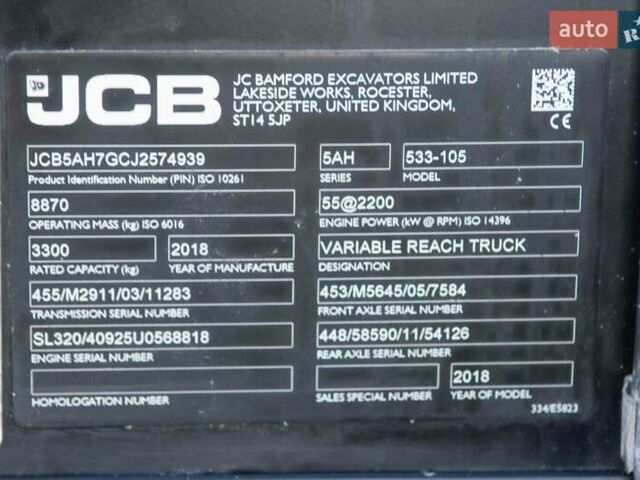 auto
JCB
JC BAMFORD EXCAVATORS LIMITED
LAKESIDE WORKS, ROCESTER,
UTTOXETER, UNITED KINGDOM,
ST14 5JP
JCB5AH7GCJ2574939 5AH 533-105
Product Identification Number (PIN) ISO 10261 SERIES MODEL
8870 55@2200
OPERATING MASS (kg) ISO 6016 ENGINE POWER (kW @ RPM) ISO 14396
3300 2018 VARIABLE REACH TRUCK
RATED CAPACITY (kg) YEAR OF MANUFACTURE DESIGNATION
455/M2911/03/11283 453/M5645/05/7584
TRANSMISSION SERIAL NUMBER FRONT AXLE SERIAL NUMBER
SL320/40925U0568818 448/58590/11/54126
ENGINE SERIAL NUMBER REAR AXLE SERIAL NUMBER
2018
HOMOLOGATION NUMBER SALES SPECIAL NUMBER YEAR OF MODEL
334/E5823